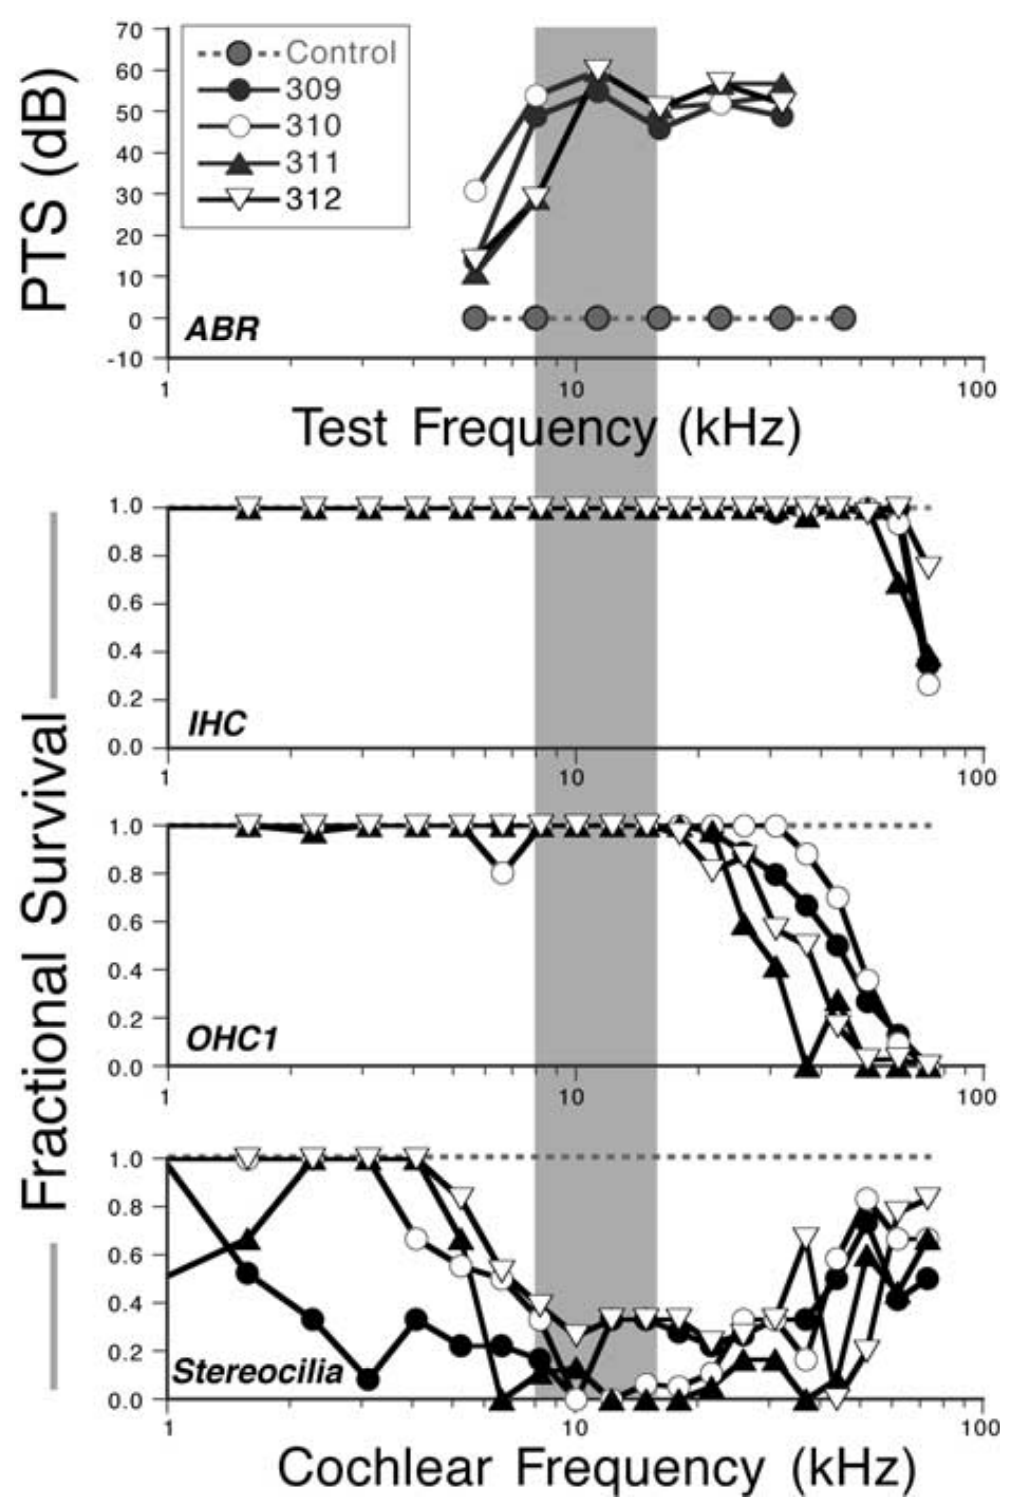 PTS (dB)
70
60
50
40
30
20
10
0
-10
Control
309
310
311
312
ABR
1 10 100
Test Frequency (kHz)
Fractional Survival
1.0
0.8
0.6
0.4
0.2
0.0
IHC
1 10 100
1.0
0.8
0.6
0.4
0.2
0.0
OHC1
1 10 100
1.0
0.8
0.6
0.4
0.2
0.0
Stereocilia
1 10 100
Cochlear Frequency (kHz)